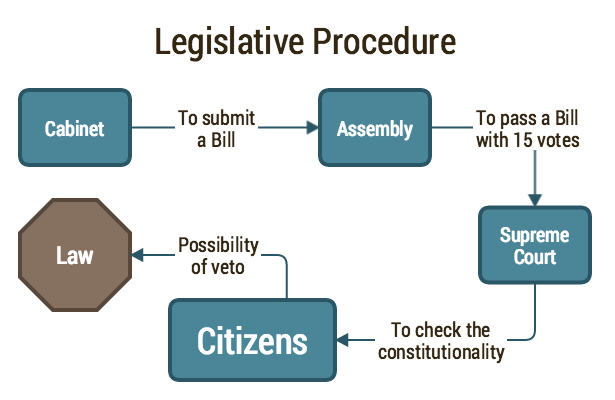 Legislative Procedure
Cabinet
To submit
a Bill
Assembly
To pass a Bill
with 15 votes
Supreme
Court
To check the
constitutionality
Citizens
Possibility
of veto
Law